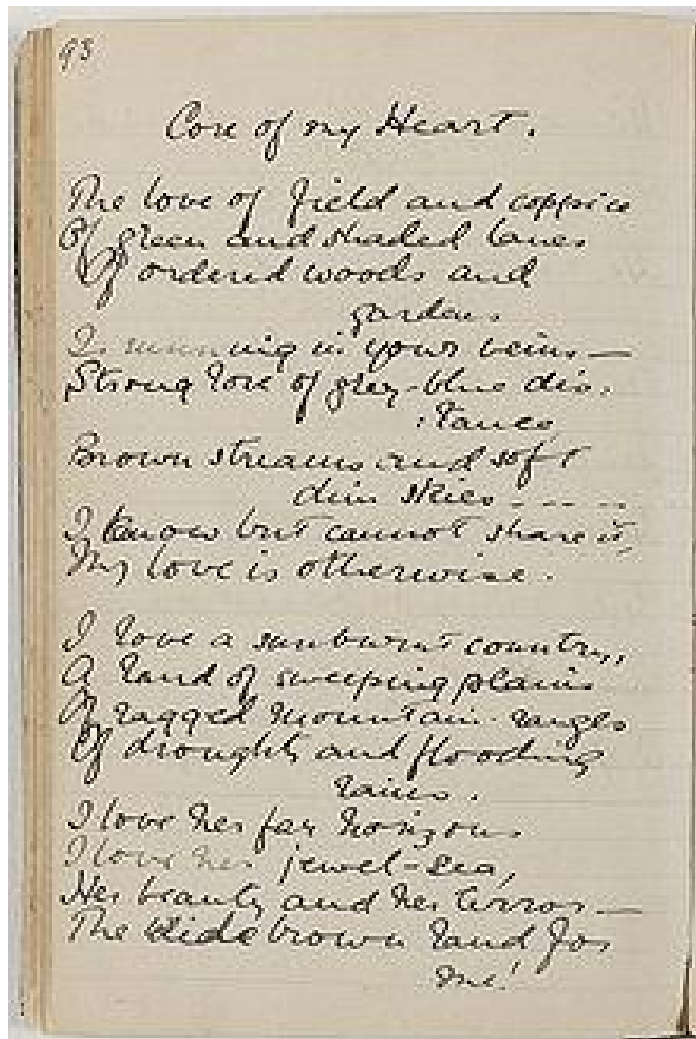 93
Core of my Heart.
The love of field and coppice
Of green and shaded lanes
Of ordered woods and
gardens
Is running in your veins—
Strong love of grey-blue dis-
-tance,
Brown streams and soft
dim skies - - - -
I know but cannot share it,
My love is otherwise.
I love a sunburnt country,
A land of sweeping plains
Of ragged mountain-ranges
Of droughts and flooding
rains.
I love her far horizons
I love her jewel-sea,
Her beauty and her terror—
The wide brown land for
me!